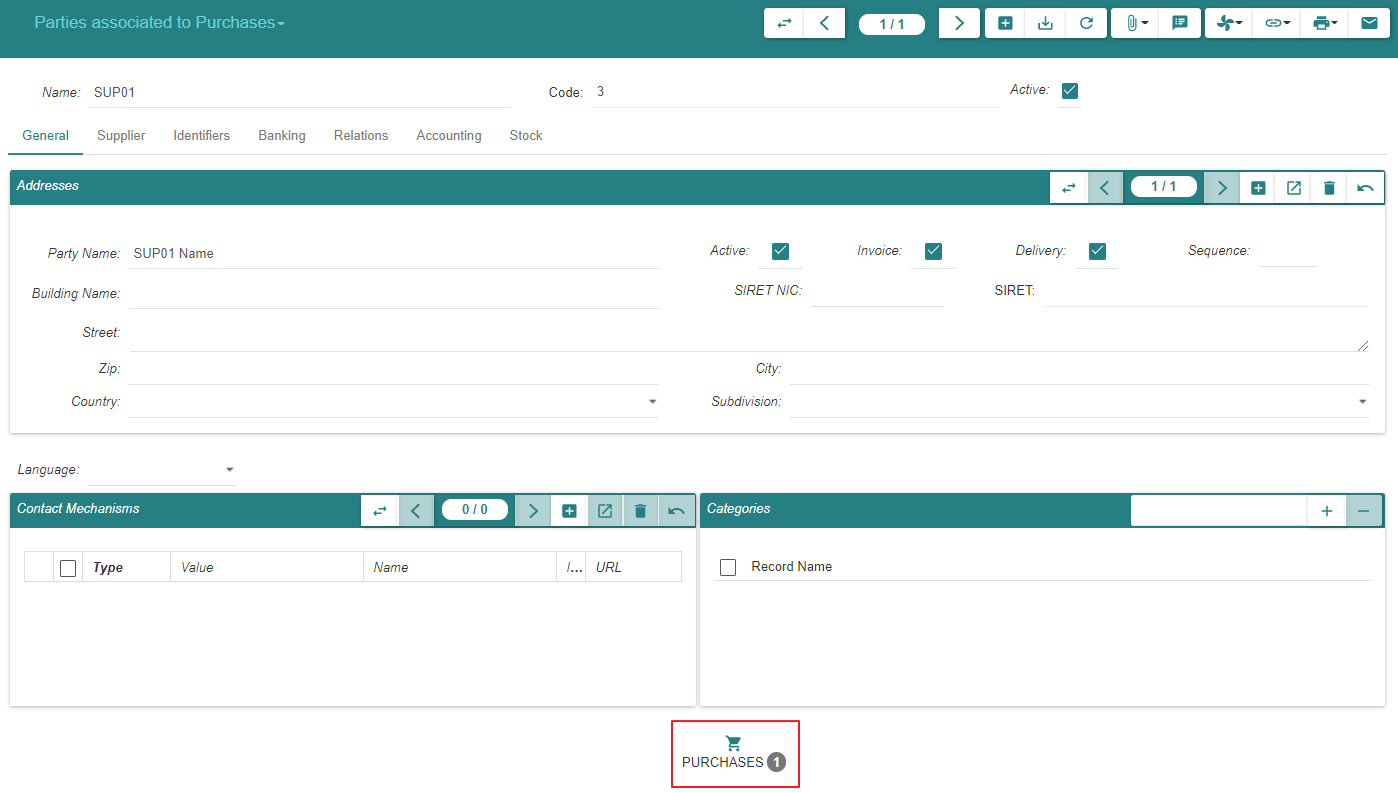 Parties associated to Purchases
1 / 1
Name: SUP01 Code: 3 Active:
General Supplier Identifiers Banking Relations Accounting Stock
Addresses 1 / 1
Party Name: SUP01 Name Active: Invoice: Delivery: Sequence:
Building Name: SIRET NIC: SIRET:
Street:
Zip: City:
Country: Subdivision:
Language:
Contact Mechanisms 0 / 0
Type Value Name I... URL
Categories
Record Name
PURCHASES 1